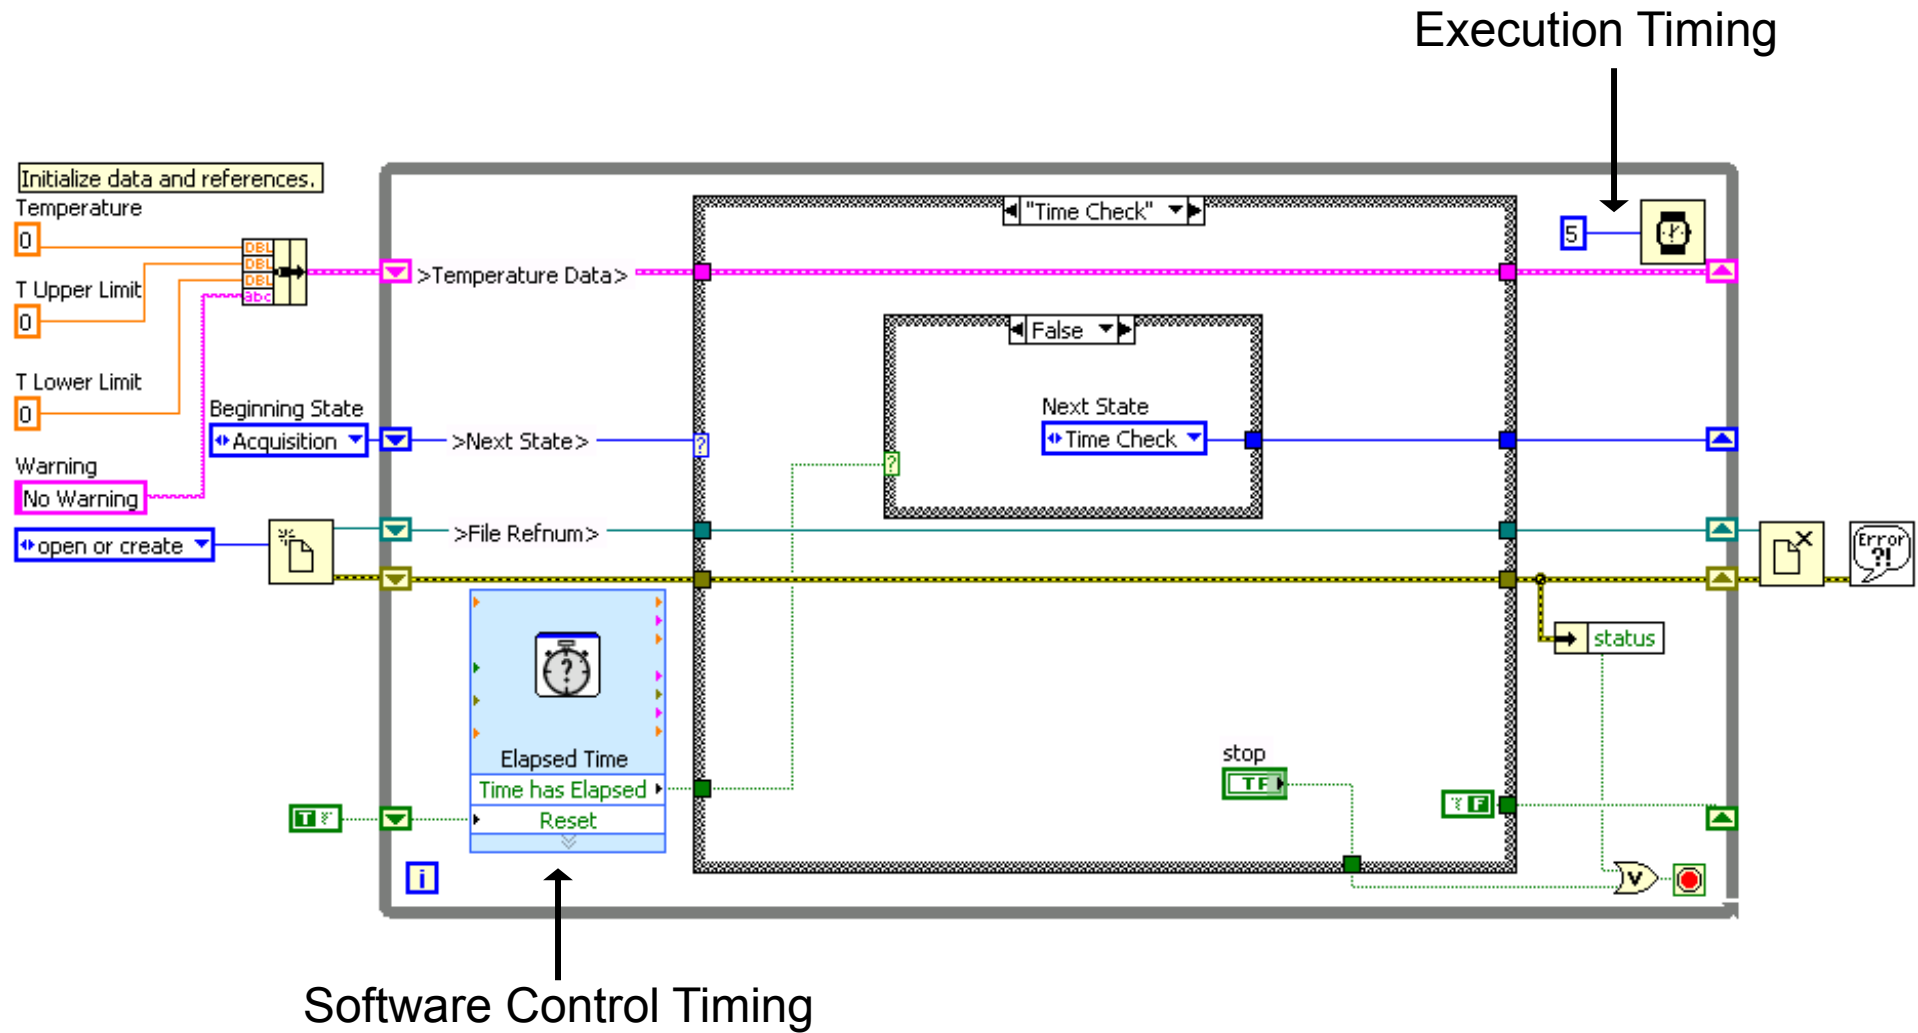 Execution Timing
Initialize data and references.
Temperature
0
DBL
DBL
DBL
abc
T Upper Limit
0
T Lower Limit
0
Beginning State
Acquisition
Warning
No Warning
open or create
>Temperature Data>
>Next State>
>File Refnum>
"Time Check"
False
Next State
Time Check
?
?
5
Error
?!
status
?
Elapsed Time
Time has Elapsed
Reset
T
i
stop
TF
F
V
Software Control Timing